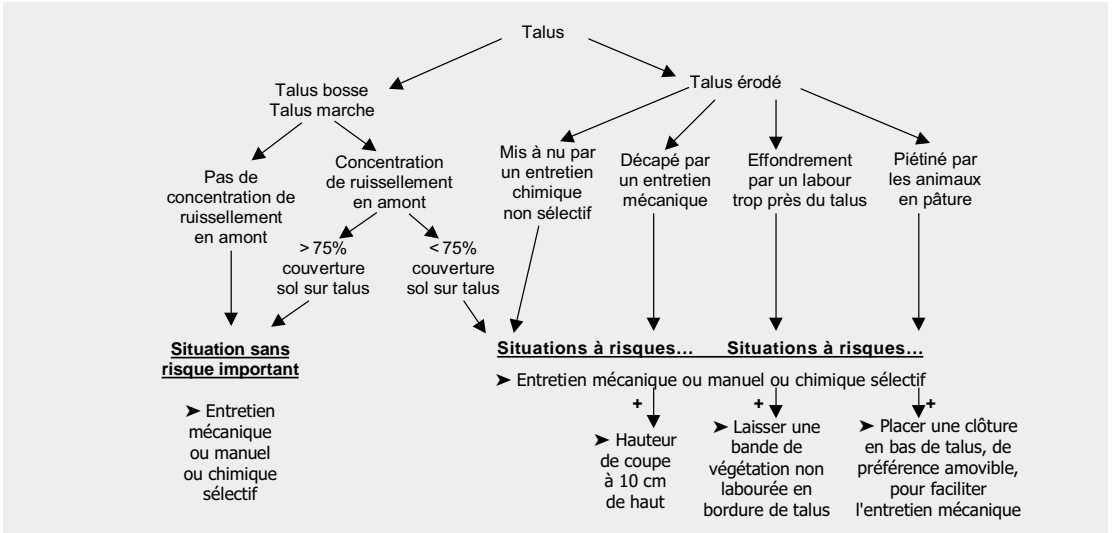 Talus
Talus bosse
Talus marche
Talus érodé
Pas de
concentration de
ruissellement
en amont
Concentration
de ruissellement
en amont
> 75%
couverture
sol sur talus
< 75%
couverture
sol sur talus
Mis à nu par
un entretien
chimique
non sélectif
Décapé par
un entretien
mécanique
Effondrement
par un labour
trop près du talus
Piétiné par
les animaux
en pâture
Situation sans
risque important
➤ Entretien
mécanique
ou manuel
ou chimique
sélectif
Situations à risques… Situations à risques…
➤ Entretien mécanique ou manuel ou chimique sélectif
+
➤ Hauteur
de coupe
à 10 cm
de haut
+
➤ Laisser une
bande de
végétation non
labourée en
bordure de talus
+
➤ Placer une clôture
en bas de talus, de
préférence amovible,
pour faciliter
l'entretien mécanique